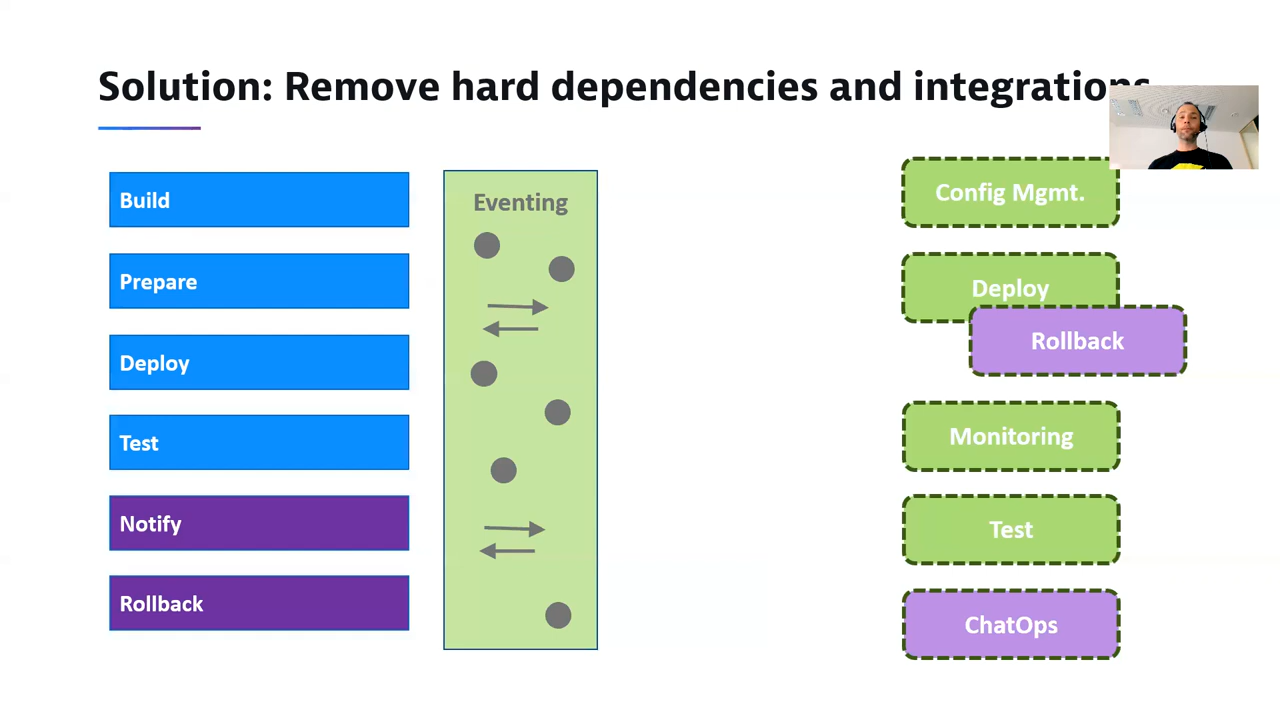 Solution: Remove hard dependencies and integrations
Build
Prepare
Deploy
Test
Notify
Rollback
Eventing
Config Mgmt.
Deploy
Rollback
Monitoring
Test
ChatOps